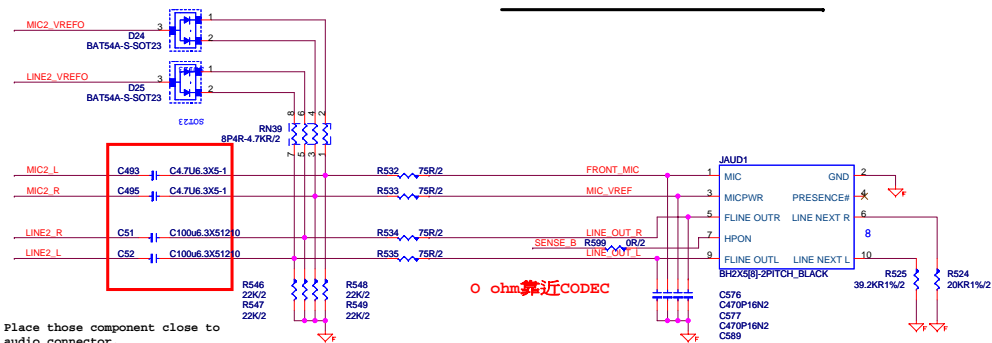 MIC2_VREFO
3
1
2
D24
BAT54A-S-SOT23
LINE2_VREFO
3
1
2
D25
BAT54A-S-SOT23
SOT23
RN39
8P4R-4.7KR/2
8 6 4 2
7 5 3 1
MIC2_L
C493
C4.7U6.3X5-1
R532
75R/2
FRONT_MIC
MIC2_R
C495
C4.7U6.3X5-1
R533
75R/2
MIC_VREF
LINE2_R
C51
C100u6.3X51210
R534
75R/2
LINE_OUT_R
SENSE_B
R599
0R/2
LINE2_L
C52
C100u6.3X51210
R535
75R/2
LINE_OUT_L
JAUD1
1
MIC
GND
2
3
MICPWR
PRESENCE#
4
5
FLINE OUTR
LINE NEXT R
6
7
HPON
8
9
FLINE OUTL
LINE NEXT L
10
BH2X5[8]-2PITCH_BLACK
R525
39.2KR1%/2
R524
20KR1%/2
R546
22K/2
R547
22K/2
R548
22K/2
R549
22K/2
O ohm靠近CODEC
C576
C470P16N2
C577
C470P16N2
C589
F
F
F
F
F
Place those component close to
audio connector